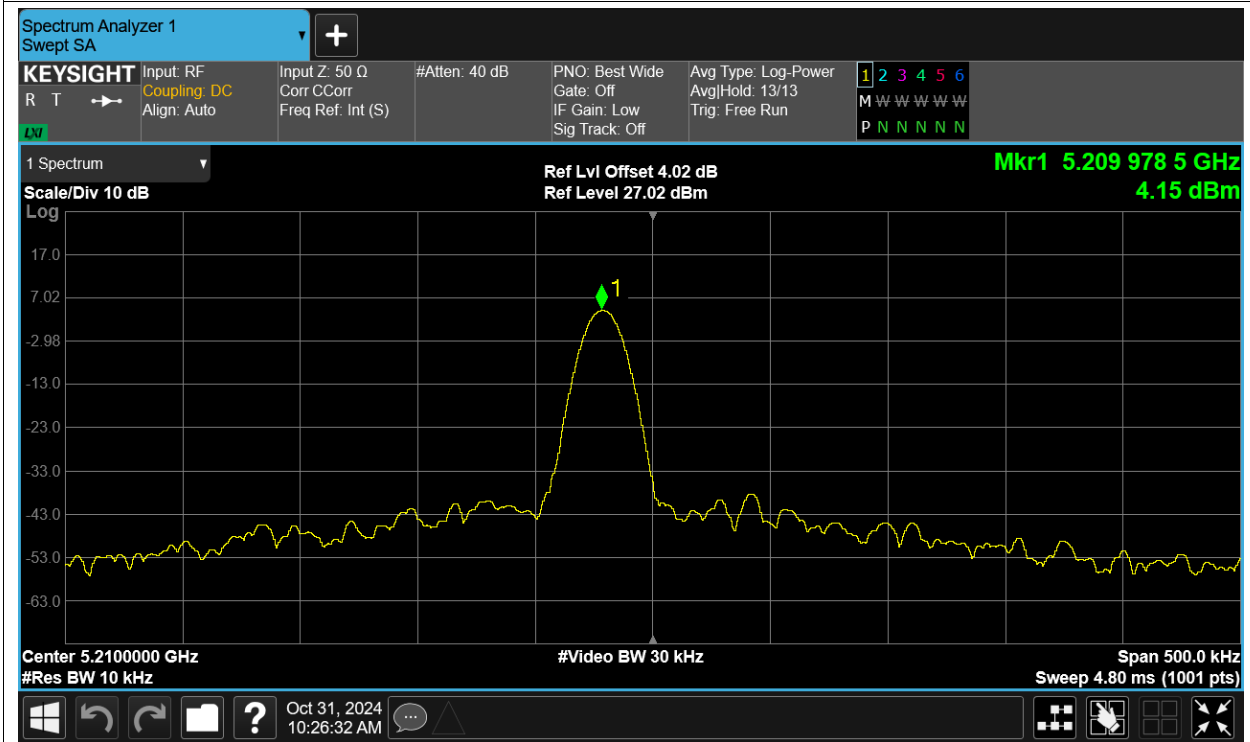 Spectrum Analyzer 1
Swept SA
KEYSIGHT
R T
LXI
Input: RF
Coupling: DC
Align: Auto
Input Z: 50 Ω
Corr CCorr
Freq Ref: Int (S)
#Atten: 40 dB
PNO: Best Wide
Gate: Off
IF Gain: Low
Sig Track: Off
Avg Type: Log-Power
Avg|Hold: 13/13
Trig: Free Run
1 2 3 4 5 6
M W W W W W
P N N N N N
1 Spectrum
Scale/Div 10 dB
Log
Ref Lvl Offset 4.02 dB
Ref Level 27.02 dBm
Mkr1 5.209 978 5 GHz
4.15 dBm
17.0
7.02
-2.98
-13.0
-23.0
-33.0
-43.0
-53.0
-63.0
1
Center 5.2100000 GHz
#Res BW 10 kHz
#Video BW 30 kHz
Span 500.0 kHz
Sweep 4.80 ms (1001 pts)
?
Oct 31, 2024
10:26:32 AM